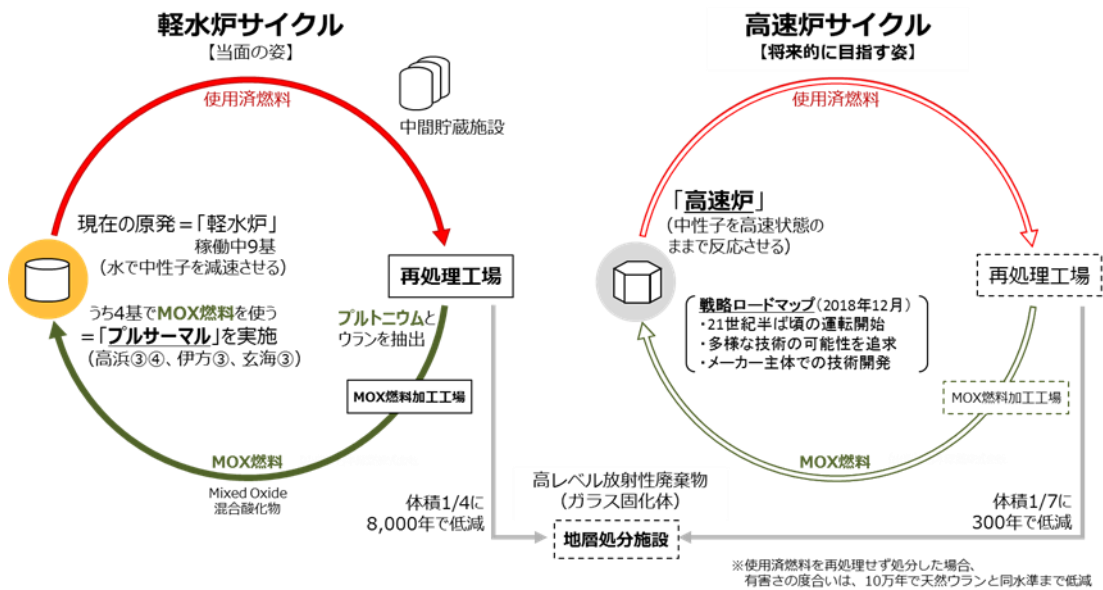 軽水炉サイクル
【当面の姿】
使用済燃料
中間貯蔵施設
現在の原発＝「軽水炉」
稼働中9基
（水で中性子を減速させる）
うち4基でMOX燃料を使う
＝「プルサーマル」を実施
（高浜③④、伊方③、玄海③）
再処理工場
プルトニウムと
ウランを抽出
MOX燃料加工工場
MOX燃料
Mixed Oxide
混合酸化物
体積1/4に
8,000年で低減
高レベル放射性廃棄物
（ガラス固化体）
地層処分施設
高速炉サイクル
【将来的に目指す姿】
使用済燃料
「高速炉」
（中性子を高速状態の
ままで反応させる）
戦略ロードマップ（2018年12月）
・21世紀半ば頃の運転開始
・多様な技術の可能性を追求
・メーカー主体での技術開発
再処理工場
MOX燃料加工工場
MOX燃料
体積1/7に
300年で低減
※使用済燃料を再処理せず処分した場合、
有害さの度合いは、10万年で天然ウランと同水準まで低減